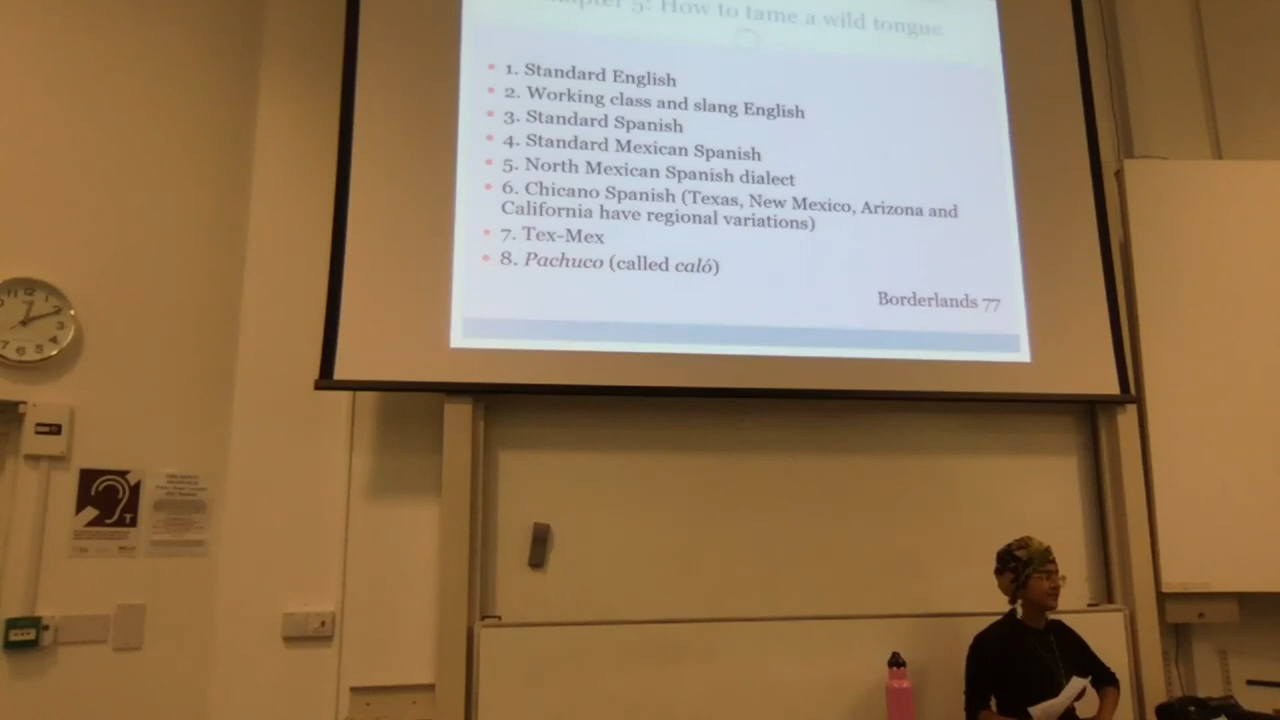 5: How to tame a wild tongue
• 1. Standard English
• 2. Working class and slang English
• 3. Standard Spanish
• 4. Standard Mexican Spanish
• 5. North Mexican Spanish dialect
• 6. Chicano Spanish (Texas, New Mexico, Arizona and
California have regional variations)
• 7. Tex-Mex
• 8. Pachuco (called caló)
Borderlands 77
T